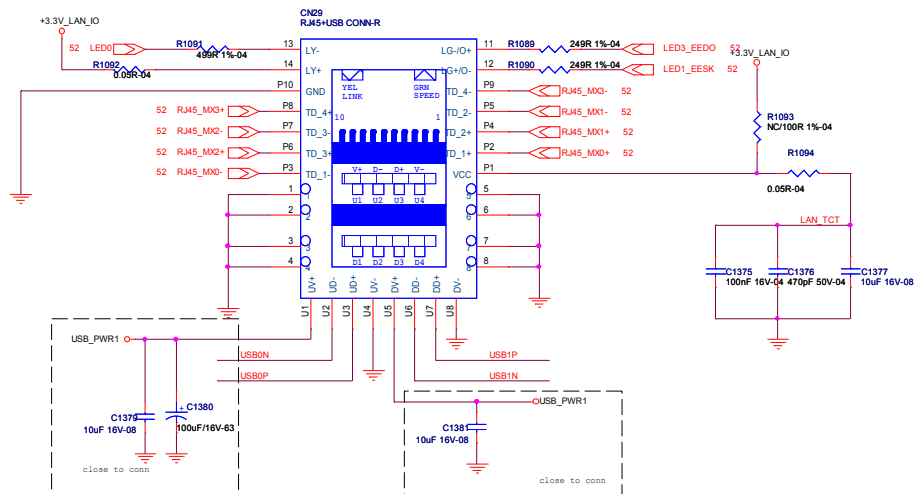 CN29
RJ45+USB CONN-R
+3.3V_LAN_IO
52 LED0
R1091
499R 1%-04
13
LY-
LG-/O+
11
R1089
249R 1%-04
LED3_EEDO 52
R1092
0.05R-04
14
LY+
LG+/O-
12
R1090
249R 1%-04
LED1_EESK 52
+3.3V_LAN_IO
P10
GND
YEL
LINK
GRN
SPEED
TD_4-
P9
RJ45_MX3- 52
52 RJ45_MX3+
P8
TD_4+
10
1
TD_2-
P5
RJ45_MX1- 52
R1093
NC/100R 1%-04
52 RJ45_MX2-
P7
TD_3-
TD_2+
P4
RJ45_MX1+ 52
52 RJ45_MX2+
P6
TD_3+
TD_1+
P2
RJ45_MX0+ 52
R1094
0.05R-04
52 RJ45_MX0-
P3
TD_1-
V+ D- D+ V-
VCC
P1
U1 U2 U3 U4
1
1
5
5
2
2
6
6
LAN_TCT
3
3
7
7
4
4
8
8
D1 D2 D3 D4
C1375
100nF 16V-04
C1376
470pF 50V-04
C1377
10uF 16V-08
UV+ UD- UD+ UV- DV+ DD- DD+ DV-
U1 U2 U3 U4 U5 U6 U7 U8
USB_PWR1
USB0N
USB1P
USB0P
USB1N
C1379
10uF 16V-08
+
C1380
100uF/16V-63
USB_PWR1
C1381
10uF 16V-08
close to conn
close to conn